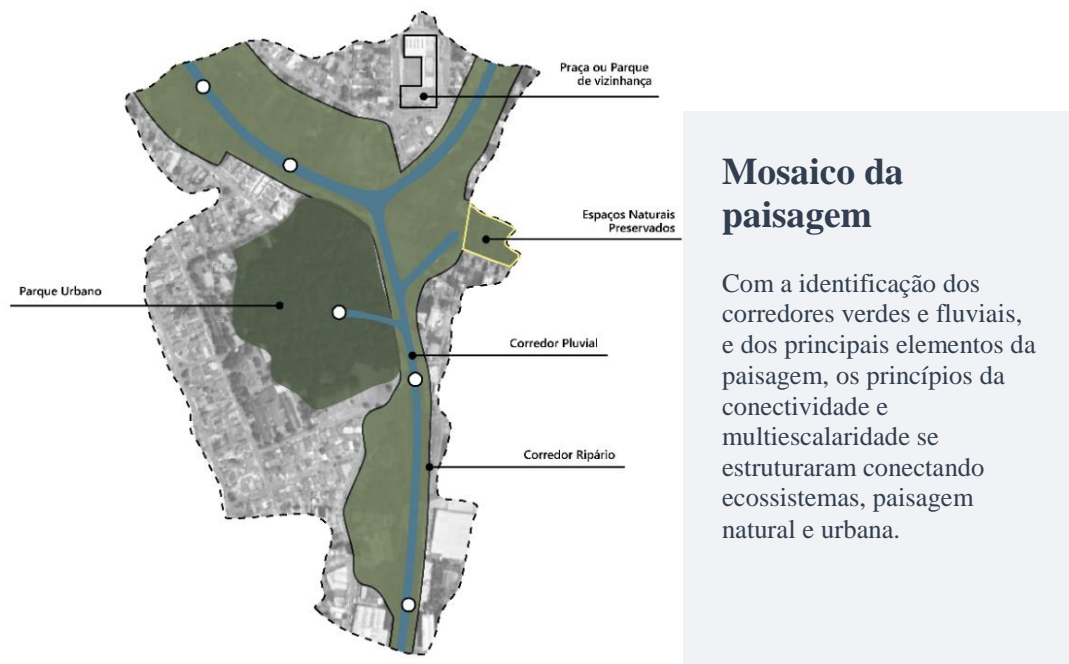 Praça ou Parque
de vizinhança
Espaços Naturais
Preservados
Parque Urbano
Corredor Pluvial
Corredor Ripário
Mosaico da
paisagem
Com a identificação dos
corredores verdes e fluviais,
e dos principais elementos da
paisagem, os princípios da
conectividade e
multiescalaridade se
estruturaram conectando
ecossistemas, paisagem
natural e urbana.